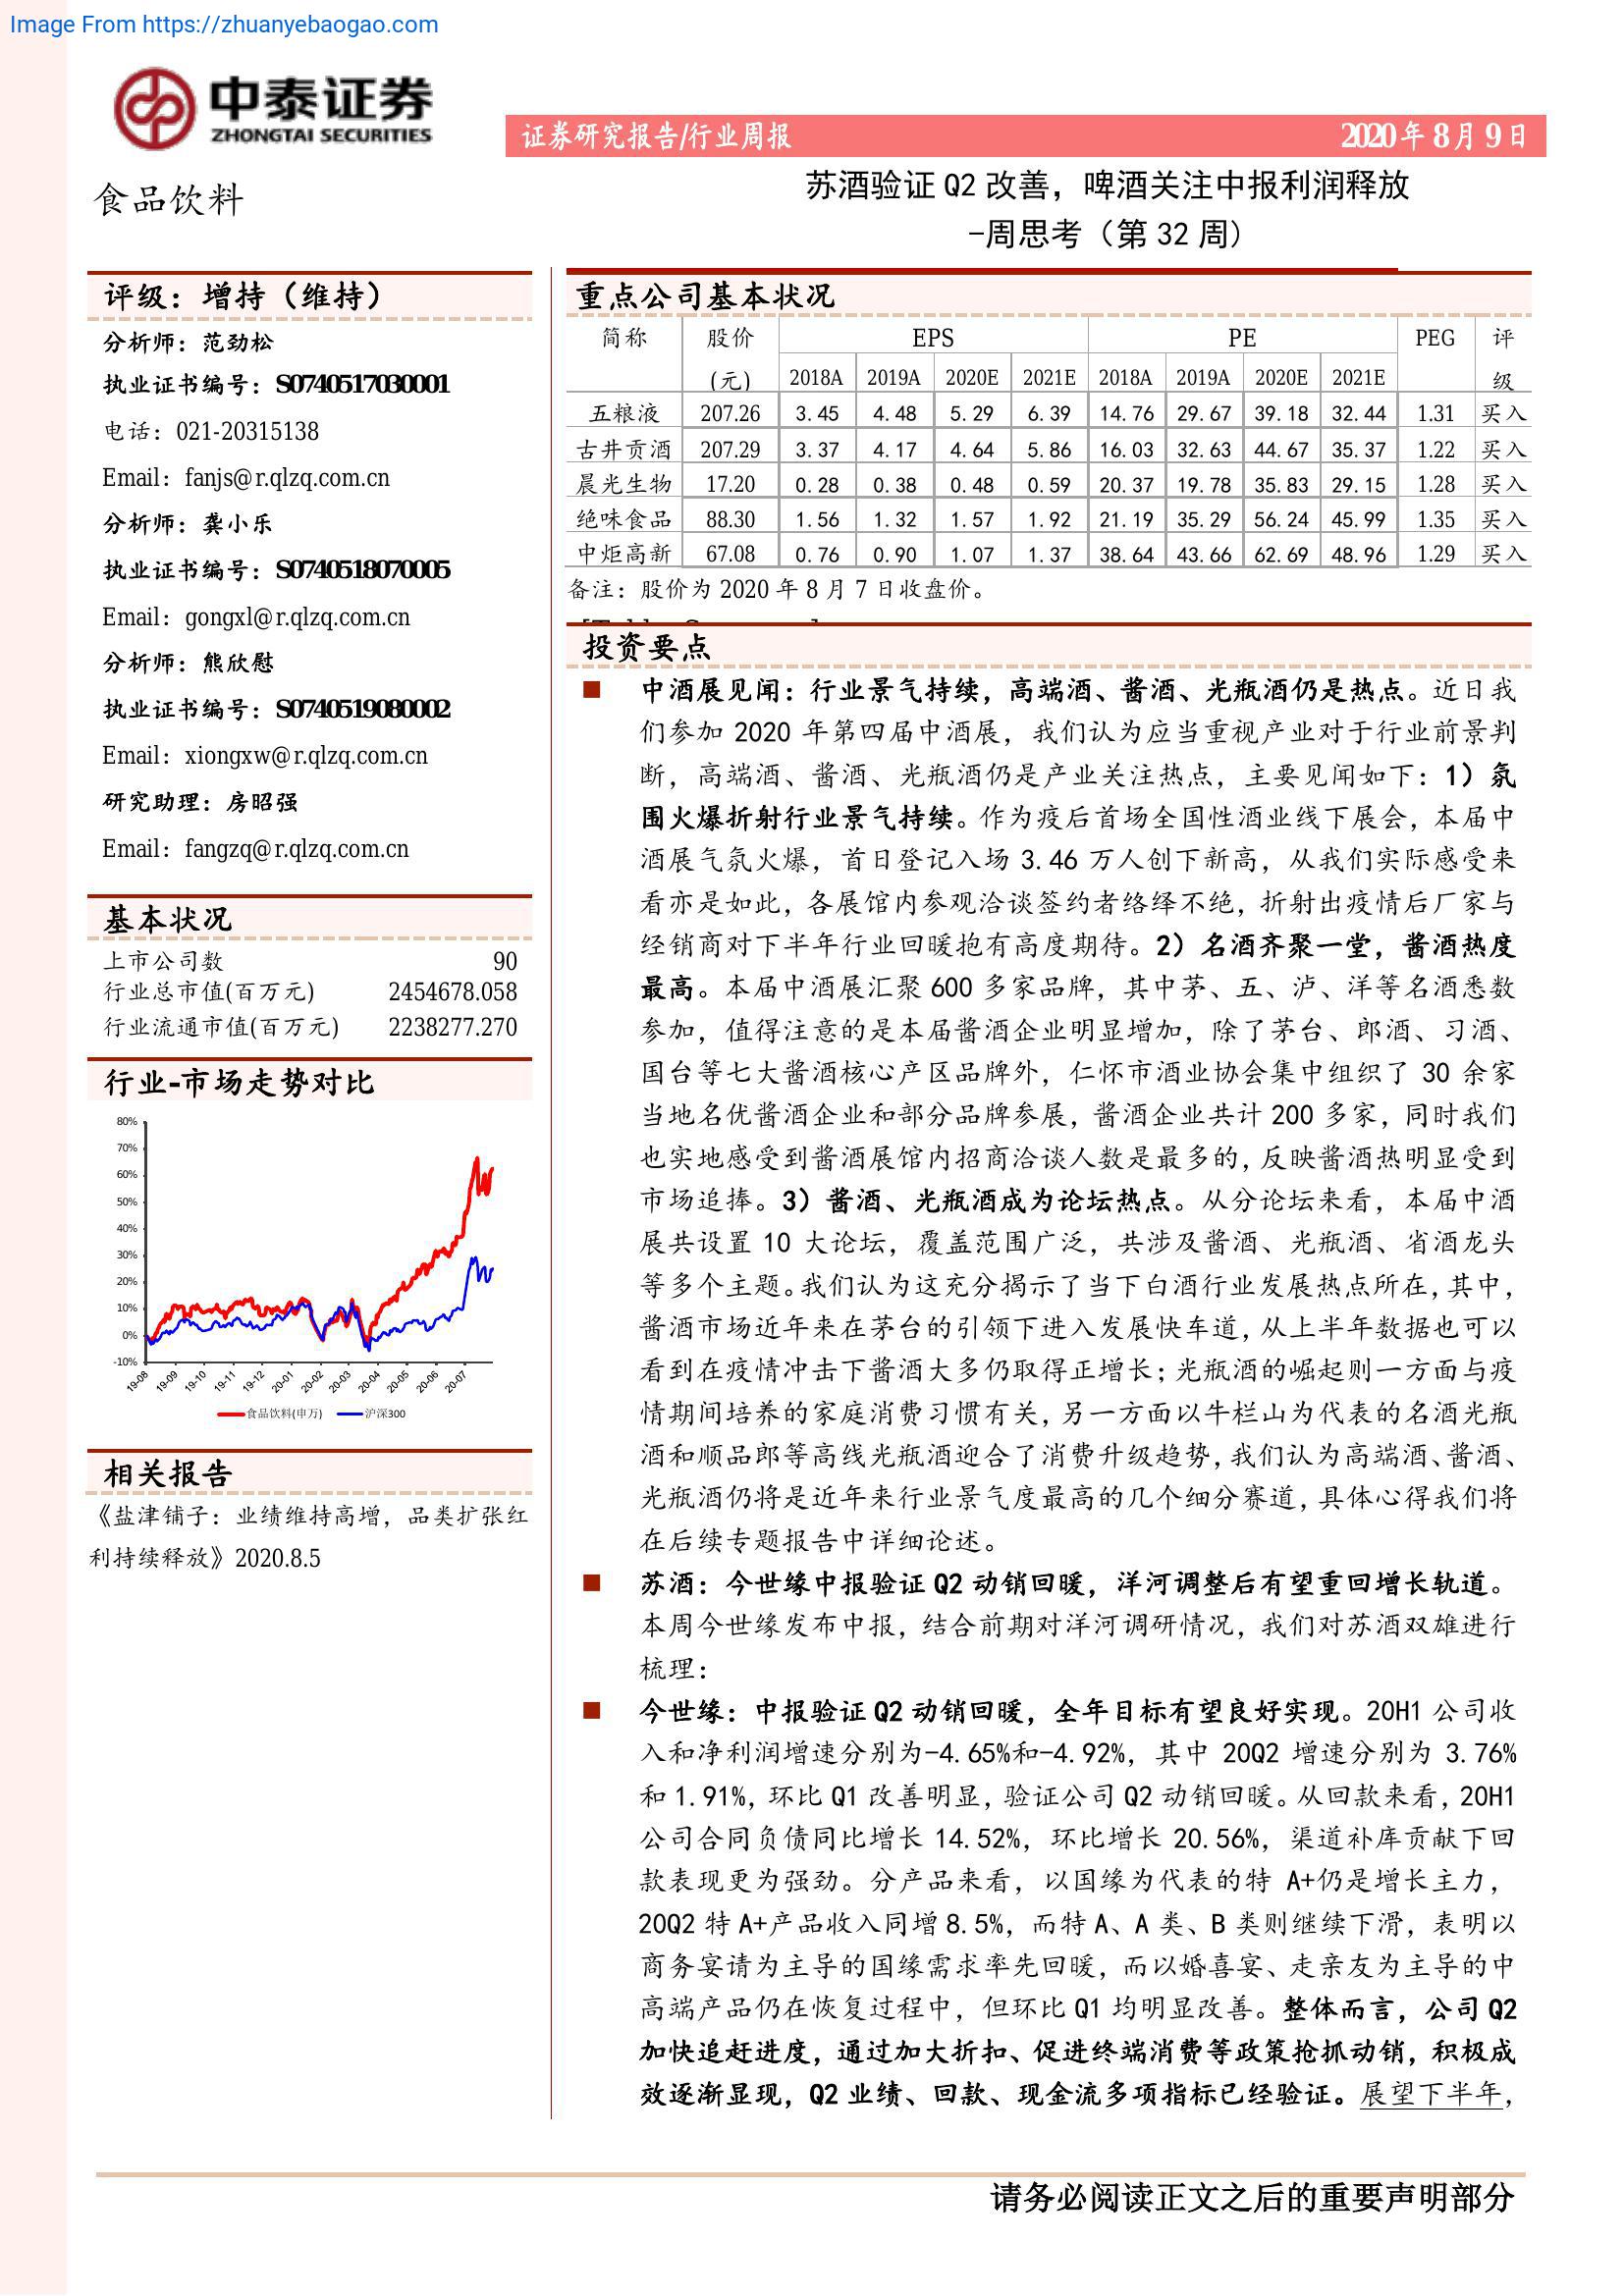 Image From https://zhuanyebaogao.com
中泰证券
ZHONGTAI SECURITIES
证券研究报告/行业周报 2020年8月9日
食品饮料
苏酒验证Q2改善，啤酒关注中报利润释放
-周思考（第32周）
评级：增持（维持）
分析师：范劲松
执业证书编号：S0740517030001
电话：021-20315138
Email：fanjs@r.qlzq.com.cn
分析师：龚小乐
执业证书编号：S0740518070005
Email：gongxl@r.qlzq.com.cn
分析师：熊欣慰
执业证书编号：S0740519080002
Email：xiongxw@r.qlzq.com.cn
研究助理：房昭强
Email：fangzq@r.qlzq.com.cn
基本状况
上市公司数 90
行业总市值(百万元) 2454678.058
行业流通市值(百万元) 2238277.270
行业-市场走势对比
80%
70%
60%
50%
40%
30%
20%
10%
0%
-10%
19-08 19-09 19-10 19-11 19-12 20-01 20-02 20-03 20-04 20-05 20-06 20-07
食品饮料(申万) 沪深300
相关报告
《盐津铺子：业绩维持高增，品类扩张红
利持续释放》2020.8.5
重点公司基本状况
简称 股价 EPS PE PEG 评
(元) 2018A 2019A 2020E 2021E 2018A 2019A 2020E 2021E 级
五粮液 207.26 3.45 4.48 5.29 6.39 14.76 29.67 39.18 32.44 1.31 买入
古井贡酒 207.29 3.37 4.17 4.64 5.86 16.03 32.63 44.67 35.37 1.22 买入
晨光生物 17.20 0.28 0.38 0.48 0.59 20.37 19.78 35.83 29.15 1.28 买入
绝味食品 88.30 1.56 1.32 1.57 1.92 21.19 35.29 56.24 45.99 1.35 买入
中炬高新 67.08 0.76 0.90 1.07 1.37 38.64 43.66 62.69 48.96 1.29 买入
备注：股价为2020年8月7日收盘价。
投资要点
■ 中酒展见闻：行业景气持续，高端酒、酱酒、光瓶酒仍是热点。近日我
们参加2020年第四届中酒展，我们认为应当重视产业对于行业前景判
断，高端酒、酱酒、光瓶酒仍是产业关注热点，主要见闻如下：1）氛
围火爆折射行业景气持续。作为疫后首场全国性酒业线下展会，本届中
酒展气氛火爆，首日登记入场3.46万人创下新高，从我们实际感受来
看亦是如此，各展馆内参观洽谈签约者络绎不绝，折射出疫情后厂家与
经销商对下半年行业回暖抱有高度期待。2）名酒齐聚一堂，酱酒热度
最高。本届中酒展汇聚600多家品牌，其中茅、五、泸、洋等名酒悉数
参加，值得注意的是本届酱酒企业明显增加，除了茅台、郎酒、习酒、
国台等七大酱酒核心产区品牌外，仁怀市酒业协会集中组织了30余家
当地名优酱酒企业和部分品牌参展，酱酒企业共计200多家，同时我们
也实地感受到酱酒展馆内招商洽谈人数是最多的，反映酱酒热明显受到
市场追捧。3）酱酒、光瓶酒成为论坛热点。从分论坛来看，本届中酒
展共设置10大论坛，覆盖范围广泛，共涉及酱酒、光瓶酒、省酒龙头
等多个主题。我们认为这充分揭示了当下白酒行业发展热点所在，其中，
酱酒市场近年来在茅台的引领下进入发展快车道，从上半年数据也可以
看到在疫情冲击下酱酒大多仍取得正增长；光瓶酒的崛起则一方面与疫
情期间培养的家庭消费习惯有关，另一方面以牛栏山为代表的名酒光瓶
酒和顺品郎等高线光瓶酒迎合了消费升级趋势，我们认为高端酒、酱酒、
光瓶酒仍将是近年来行业景气度最高的几个细分赛道，具体心得我们将
在后续专题报告中详细论述。
■ 苏酒：今世缘中报验证Q2动销回暖，洋河调整后有望重回增长轨道。
本周今世缘发布中报，结合前期对洋河调研情况，我们对苏酒双雄进行
梳理：
■ 今世缘：中报验证Q2动销回暖，全年目标有望良好实现。20H1公司收
入和净利润增速分别为-4.65%和-4.92%，其中20Q2增速分别为3.76%
和1.91%，环比Q1改善明显，验证公司Q2动销回暖。从回款来看，20H1
公司合同负债同比增长14.52%，环比增长20.56%，渠道补库贡献下回
款表现更为强劲。分产品来看，以国缘为代表的特A+仍是增长主力，
20Q2特A+产品收入同增8.5%，而特A、A类、B类则继续下滑，表明以
商务宴请为主导的国缘需求率先回暖，而以婚喜宴、走亲友为主导的中
高端产品仍在恢复过程中，但环比Q1均明显改善。整体而言，公司Q2
加快追赶进度，通过加大折扣、促进终端消费等政策抢抓动销，积极成
效逐渐显现，Q2业绩、回款、现金流多项指标已经验证。展望下半年，
请务必阅读正文之后的重要声明部分